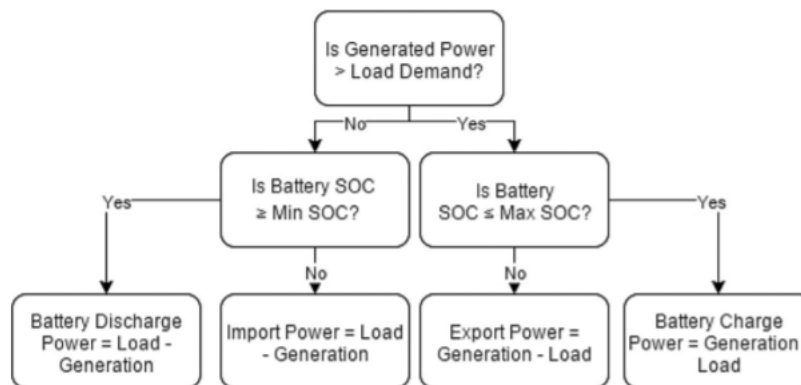 Is Generated Power
> Load Demand?
No
Yes
Is Battery SOC
≥ Min SOC?
Is Battery
SOC ≤ Max SOC?
Yes
Yes
No
No
Battery Discharge
Power = Load -
Generation
Import Power = Load
- Generation
Export Power =
Generation - Load
Battery Charge
Power = Generation
Load